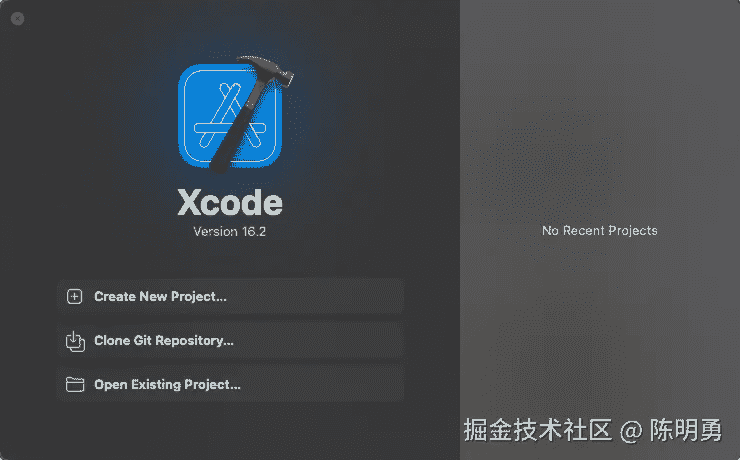 Xcode
Version 16.2
No Recent Projects
Create New Project...
Clone Git Repository...
Open Existing Project...
掘金技术社区 @ 陈明勇